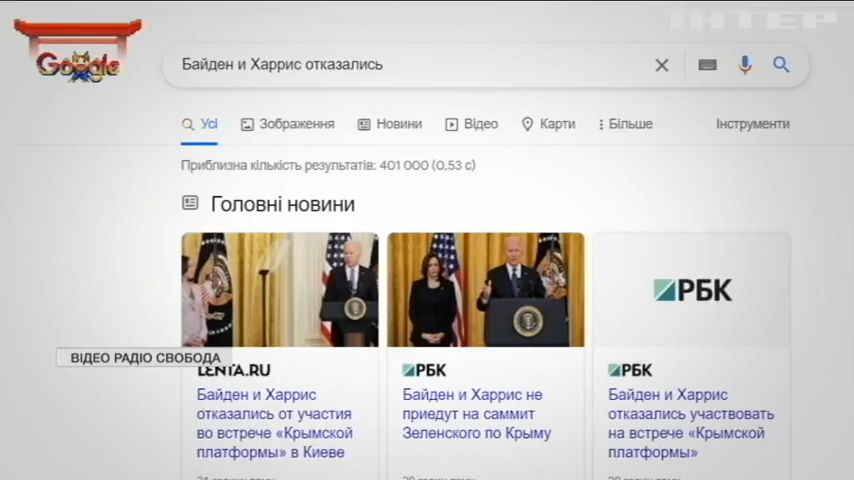 ІНТЕР
Google
Байден и Харрис отказались
Усі
Зображення
Новини
Відео
Карти
Більше
Інструменти
Приблизна кількість результатів: 401 000 (0,53 с)
Головні новини
РБК
ВІДЕО РАДІО СВОБОДА
LENTA.RU
Байден и Харрис
отказались от участия
во встрече «Крымской
платформы» в Киеве
РБК
Байден и Харрис не
приедут на саммит
Зеленского по Крыму
РБК
Байден и Харрис
отказались участвовать
на встрече «Крымской
платформы»